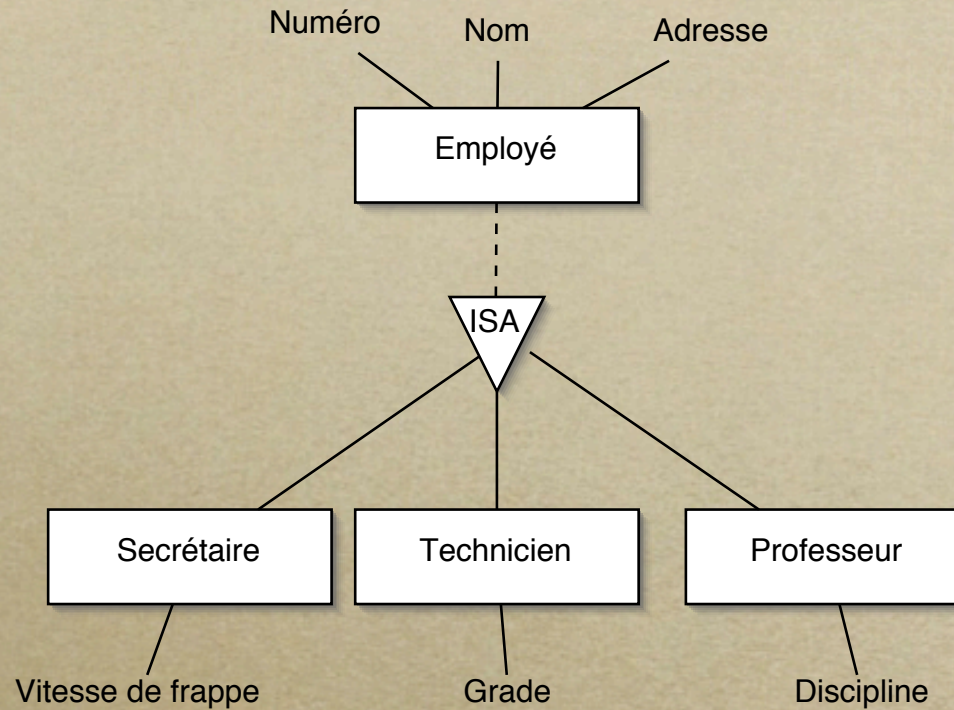 Numéro
Nom
Adresse
Employé
ISA
Secrétaire
Technicien
Professeur
Vitesse de frappe
Grade
Discipline